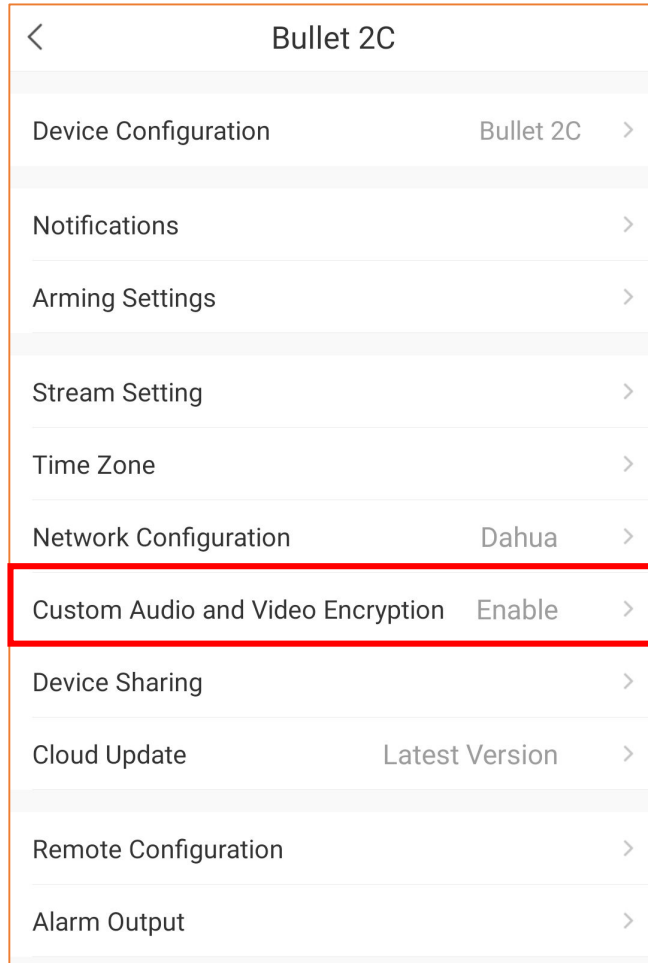 Bullet 2C
Device Configuration Bullet 2C
Notifications
Arming Settings
Stream Setting
Time Zone
Network Configuration Dahua
Custom Audio and Video Encryption Enable
Device Sharing
Cloud Update Latest Version
Remote Configuration
Alarm Output